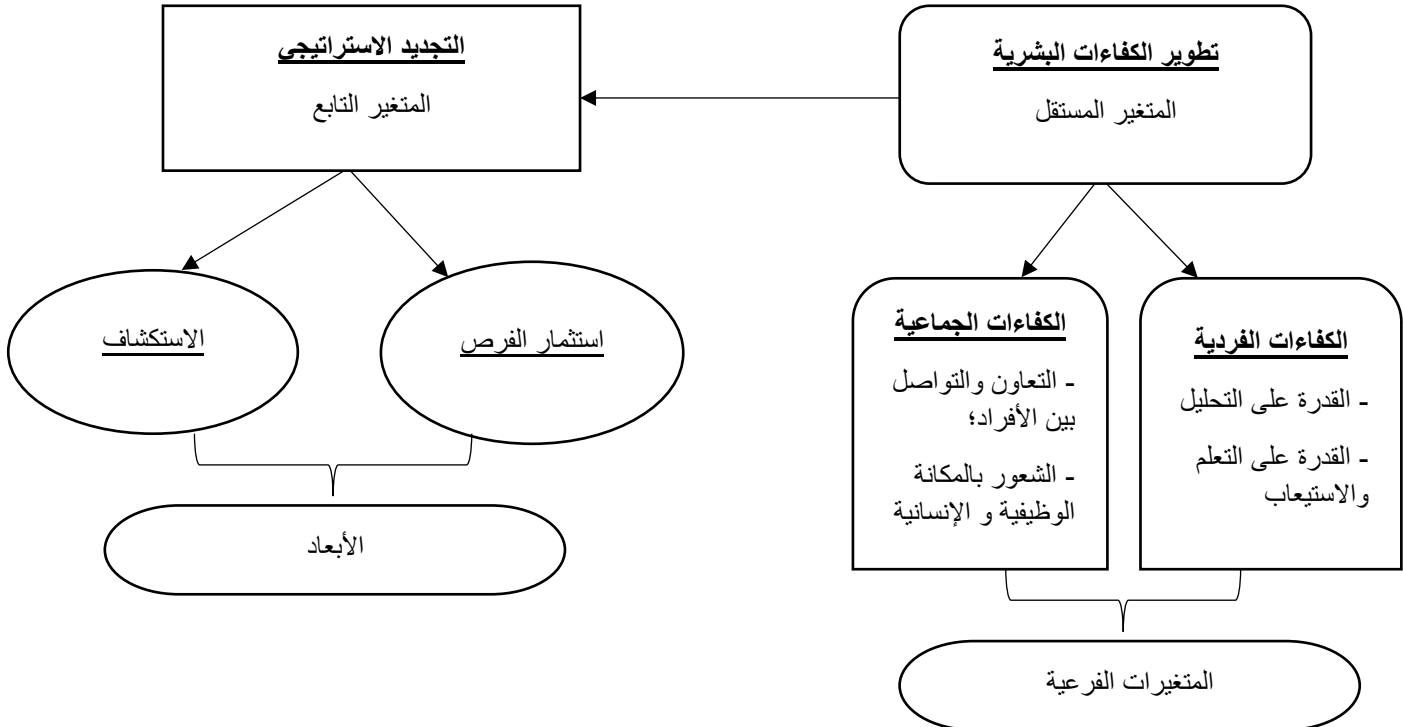 تطوير الكفاءات البشرية
المتغير المستقل
التجديد الاستراتيجي
المتغير التابع
الكفاءات الفردية
- القدرة على التحليل
- القدرة على التعلم
والاستيعاب
الكفاءات الجماعية
- التعاون والتواصل
بين الأفراد؛
- الشعور بالمكانة
الوظيفية و الإنسانية
استثمار الفرص
الاستكشاف
الأبعاد
المتغيرات الفرعية